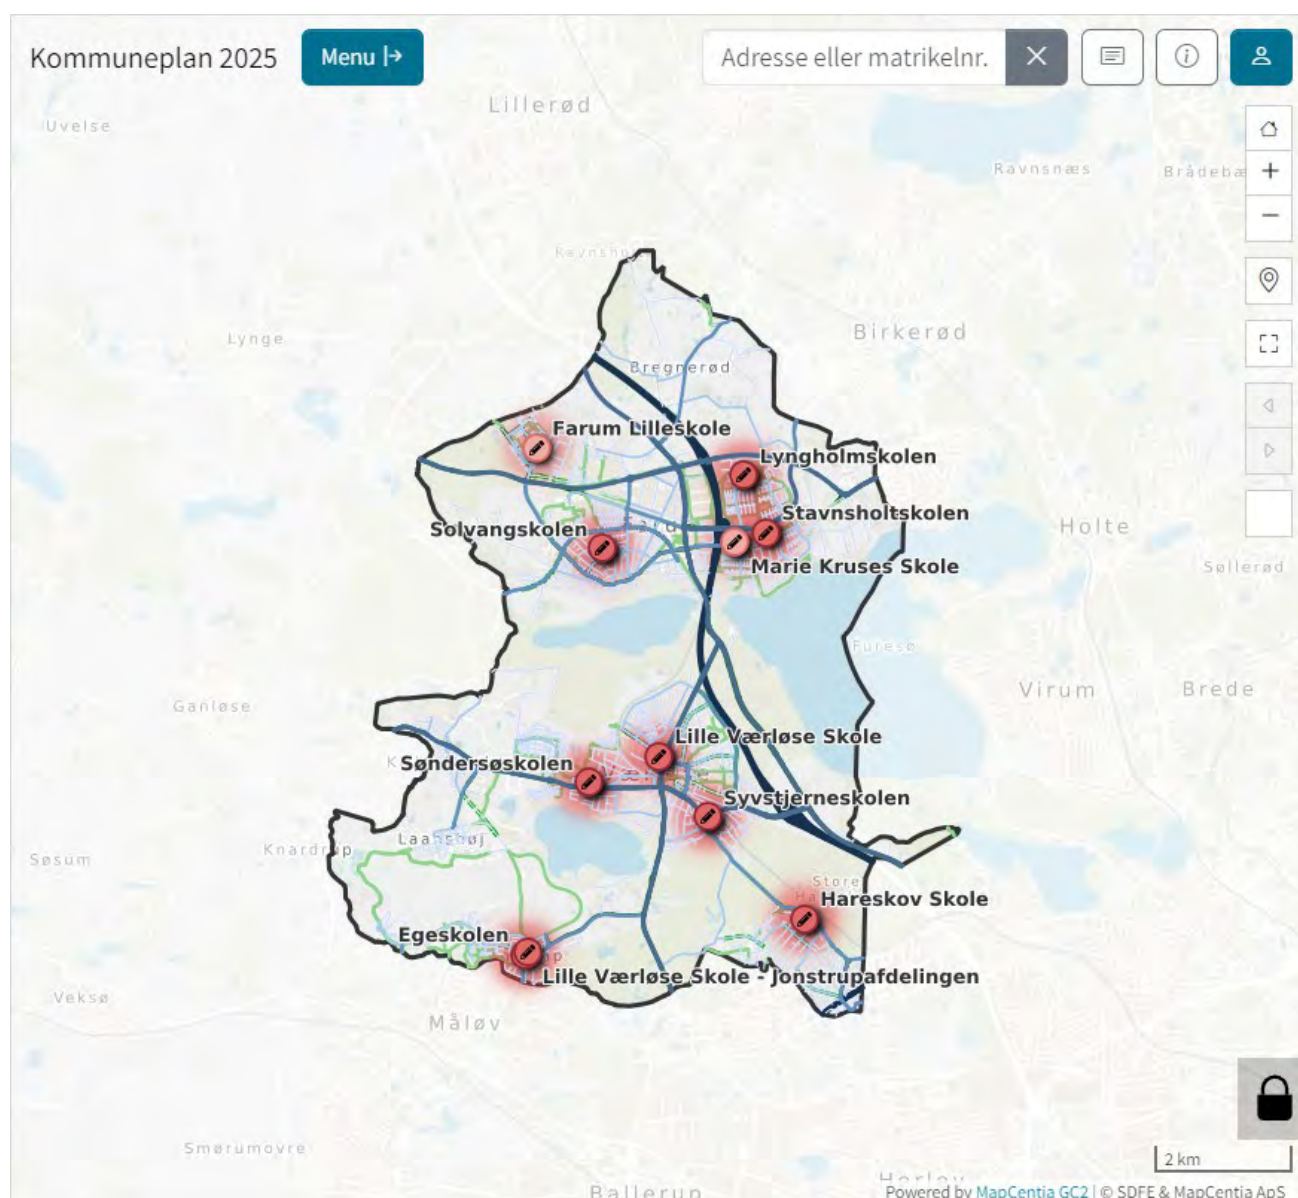 Kommuneplan 2025
Menu
Adresse eller matrikelnr.
Lillerød
Uvelse
Ravnsnæs
Lynge
Birkerød
Bregnerød
Farum Lilleskole
Lyngholmskolen
Solvangskolen
Stavnsholtskolen
Holte
Marie Kruses Skole
Søllerød
Furesø
Virum
Brede
Ganløse
Lille Værløse Skole
Søndersøskolen
Syvstjerneskolen
Laanshøj
Knardrup
Søsum
Store
Hareskov Skole
Egeskolen
Lille Værløse Skole - Jonstrupafdelingen
Veksø
Måløv
Smørumovre
2 km
Ballerup
Powered by MapCentia GC2 | © SDFE & MapCentia ApS